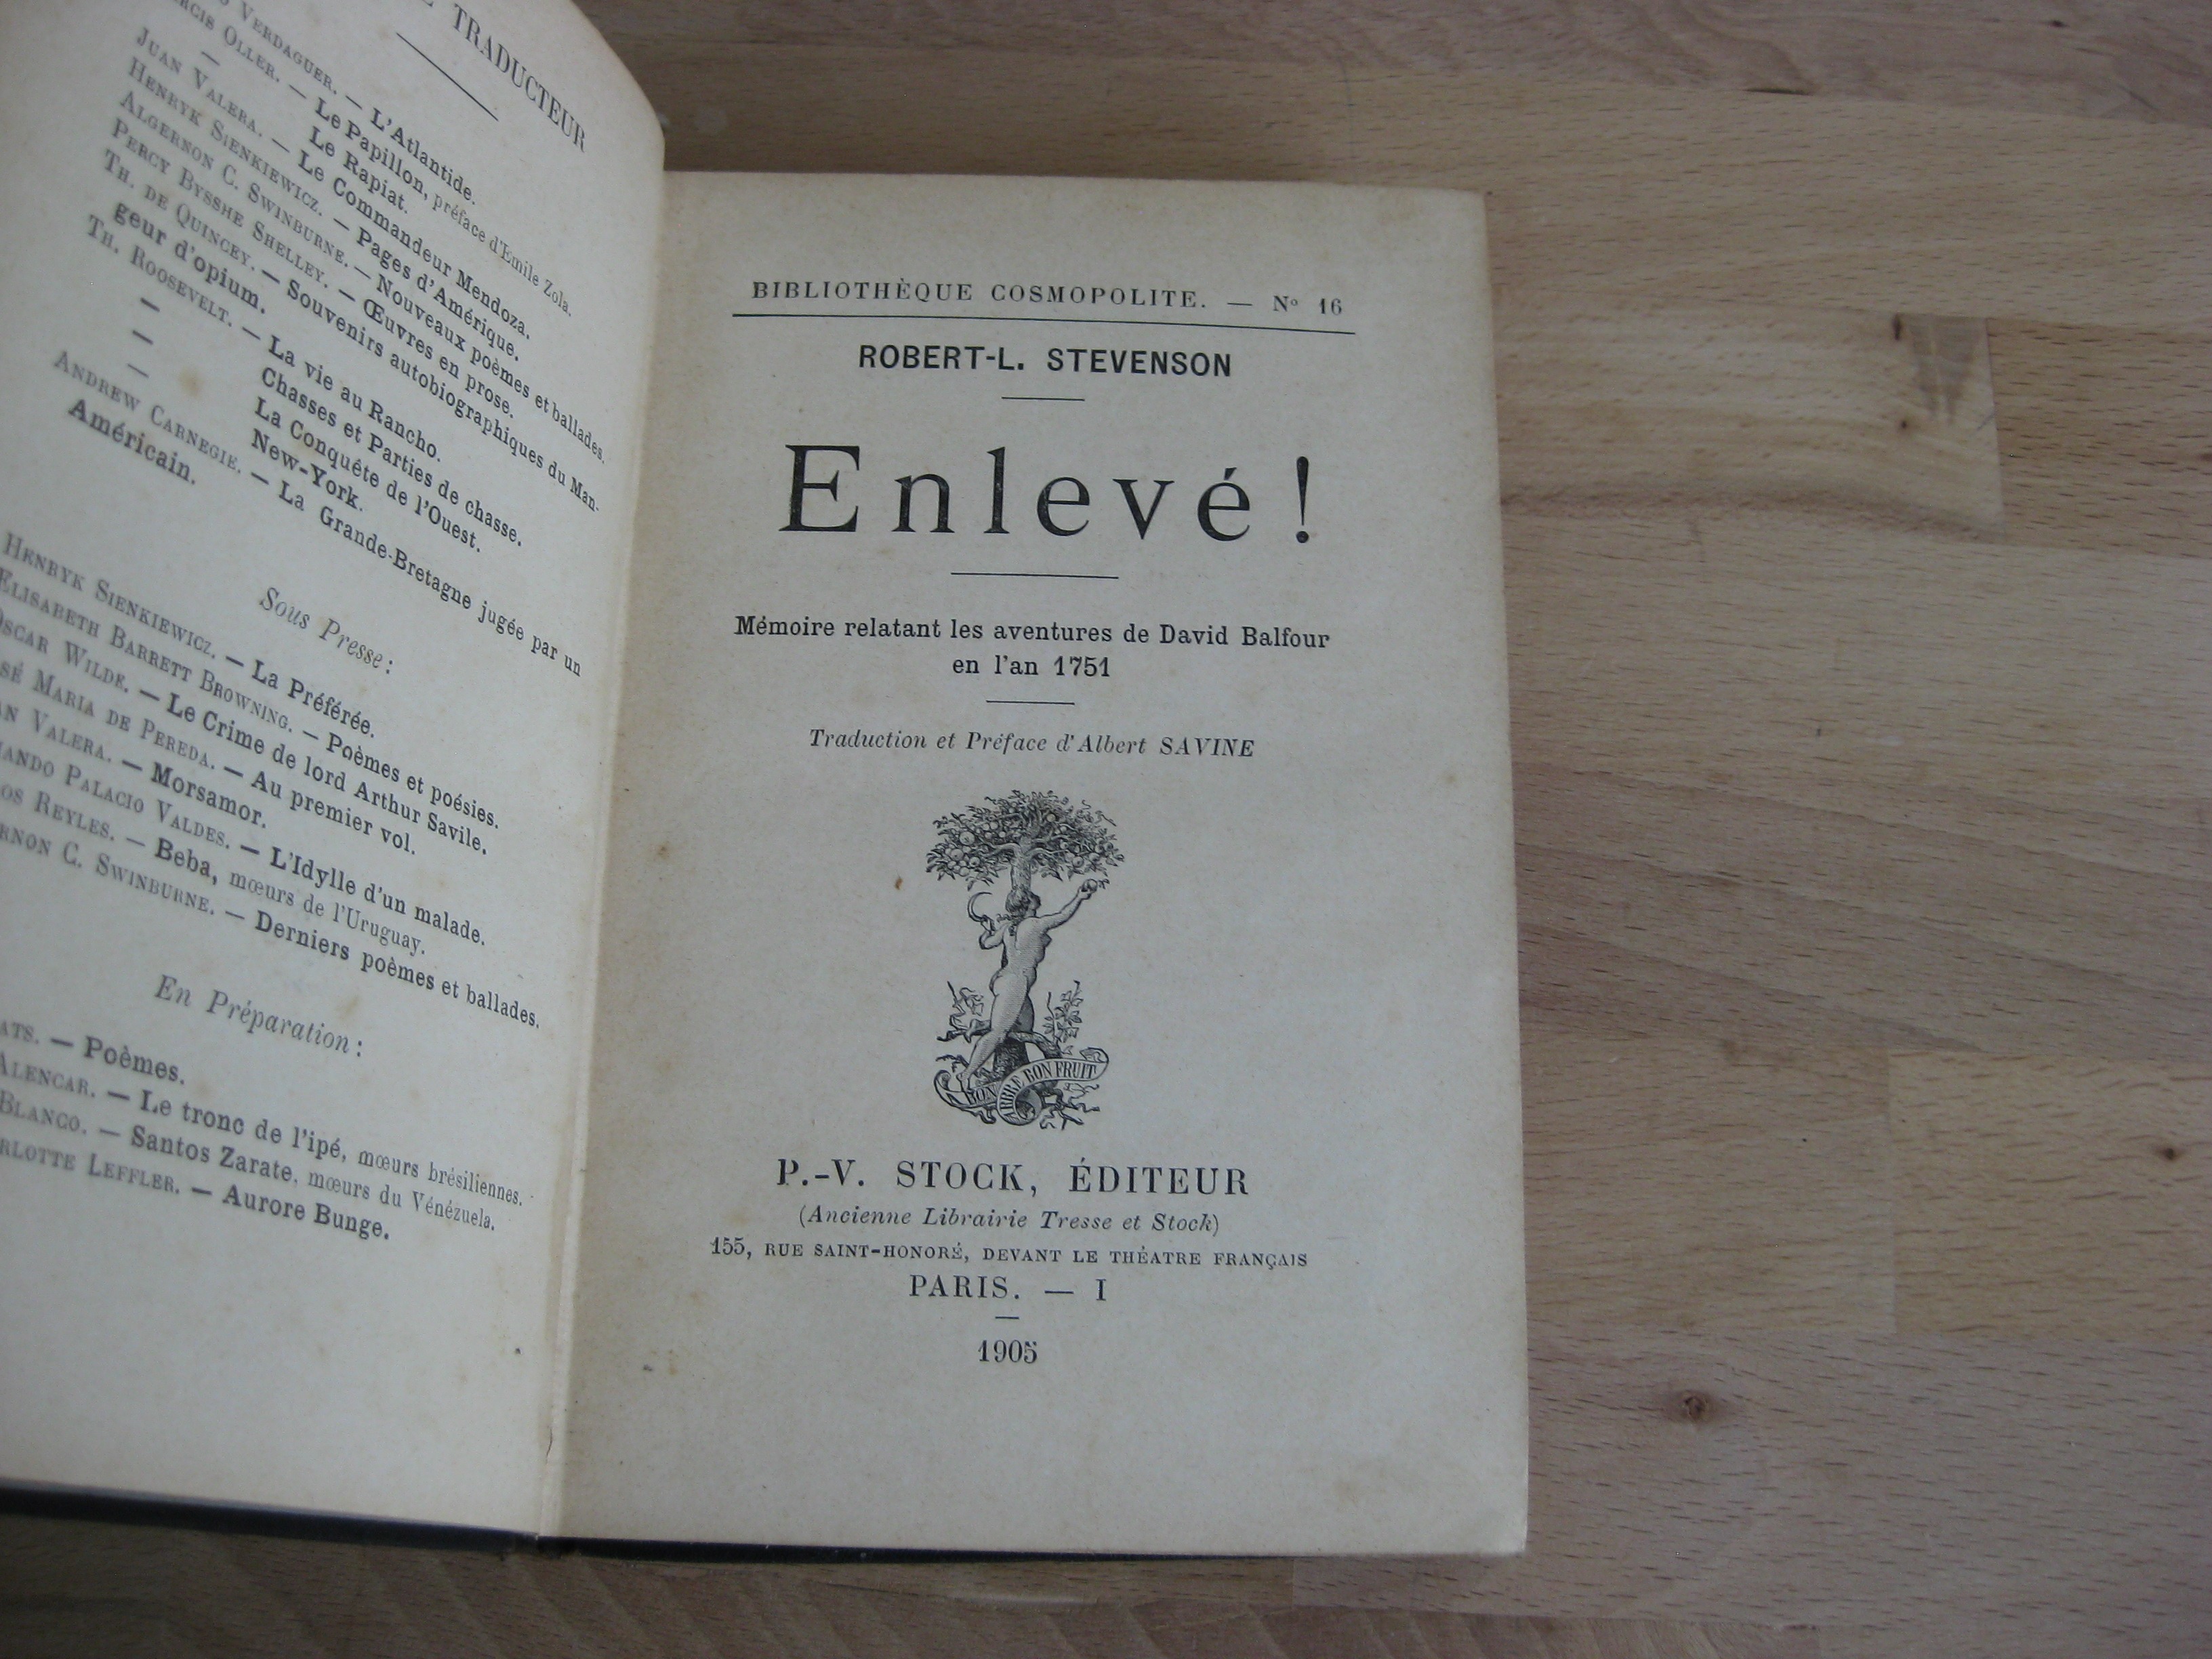 TRADUCTEUR
VERDAGUER. — L'Atlantide.
OLLER. — Le Papillon, préface d'Emile Zola.
— Le Rapiat.
JUAN VALERA. — Le Commandeur Mendoza.
HENRYK SIENKIEWICZ. — Pages d'Amérique.
ALGERNON C. SWINBURNE. — Nouveaux poèmes et ballades.
PERCY BYSSHE SHELLEY. — Œuvres en prose.
TH. DE QUINCEY. — Souvenirs autobiographiques du Man-
geur d'opium.
TH. ROOSEVELT. — La vie au Rancho.
— Chasses et Parties de chasse.
— La Conquête de l'Ouest.
— New-York.
ANDREW CARNEGIE. — La Grande-Bretagne jugée par un
Américain.
Sous Presse :
HENRYK SIENKIEWICZ. — La Préférée.
ELISABETH BARRETT BROWNING. — Poèmes et poésies.
OSCAR WILDE. — Le Crime de lord Arthur Savile.
MARIA DE PEREDA. — Au premier vol.
VALERA. — Morsamor.
PALACIO VALDES. — L'Idylle d'un malade.
REYLES. — Beba, mœurs de l'Uruguay.
C. SWINBURNE. — Derniers poèmes et ballades.
En Préparation :
— Poèmes.
ALENCAR. — Le tronc de l'ipé, mœurs brésiliennes.
BLANCO. — Santos Zarate, mœurs du Vénézuela.
LEFFLER. — Aurore Bunge.
BIBLIOTHÈQUE COSMOPOLITE. — No 16
ROBERT-L. STEVENSON
Enlevé !
Mémoire relatant les aventures de David Balfour
en l'an 1751
Traduction et Préface d'Albert SAVINE
BON ARBRE BON FRUIT
P.-V. STOCK, ÉDITEUR
(Ancienne Librairie Tresse et Stock)
155, RUE SAINT-HONORÉ, DEVANT LE THÉATRE FRANÇAIS
PARIS. — I
1905